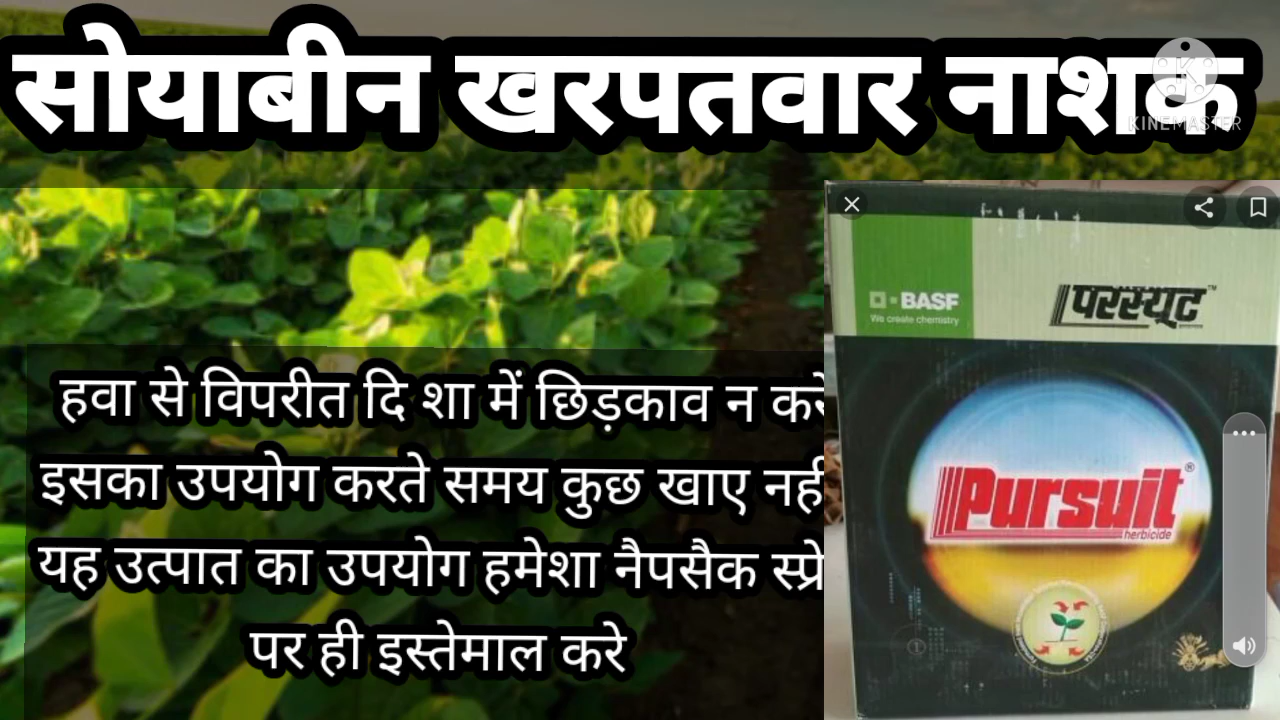 सोयाबीन खरपतवार नाशक
KINEMASTER
BASF
We create chemistry
परस्यूट
™
Pursuit®
herbicide
हवा से विपरीत दि शा में छिड़काव न करे
इसका उपयोग करते समय कुछ खाए नही
यह उत्पात का उपयोग हमेशा नैपसैक स्प्रे
पर ही इस्तेमाल करे